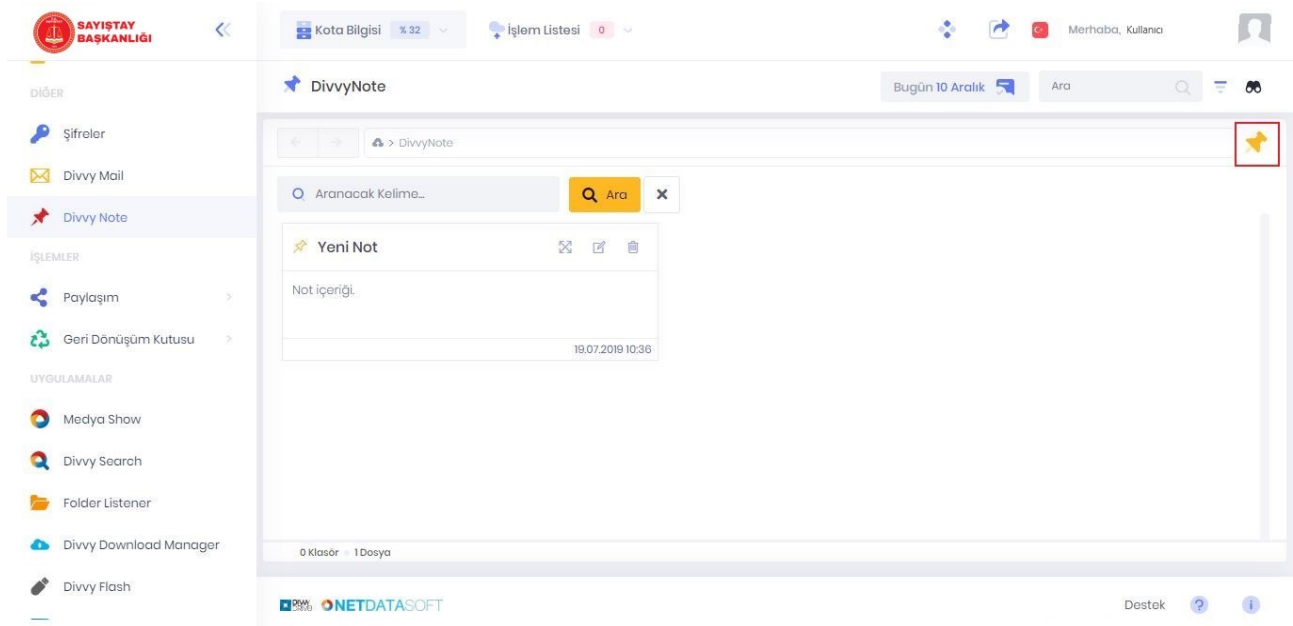 SAYIŞTAY
BAŞKANLIĞI
Kota Bilgisi % 32
İşlem Listesi 0
Merhaba, Kullanıcı
DİĞER
Şifreler
Divvy Mail
Divvy Note
İŞLEMLER
Paylaşım
Geri Dönüşüm Kutusu
UYGULAMALAR
Medya Show
Divvy Search
Folder Listener
Divvy Download Manager
Divvy Flash
DivvyNote
Bugün 10 Aralık
Ara
> DivvyNote
Aranacak Kelime...
Ara
Yeni Not
Not içeriği.
19.07.2019 10:36
0 Klasör 1 Dosya
NETDATASOFT
Destek ? i